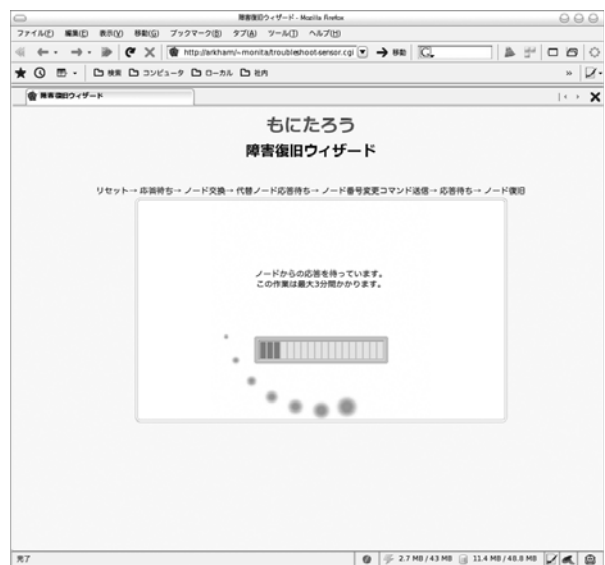 障害復旧ウィザード - Mozilla Firefox
ファイル(F) 編集(E) 表示(V) 移動(G) ブックマーク(B) タブ(A) ツール(T) ヘルプ(H)
http://arkham/~monita/troubleshoot-sensor.cgi 移動 G
検索 コンピュータ ローカル 社内
障害復旧ウィザード
もにたろう
障害復旧ウィザード
リセット→ 応答待ち→ ノード交換→ 代替ノード応答待ち→ ノード番号変更コマンド送信→ 応答待ち→ ノード復旧
ノードからの応答を待っています。
この作業は最大3分間かかります。
完了 2.7 MB / 43 MB 11.4 MB / 48.8 MB